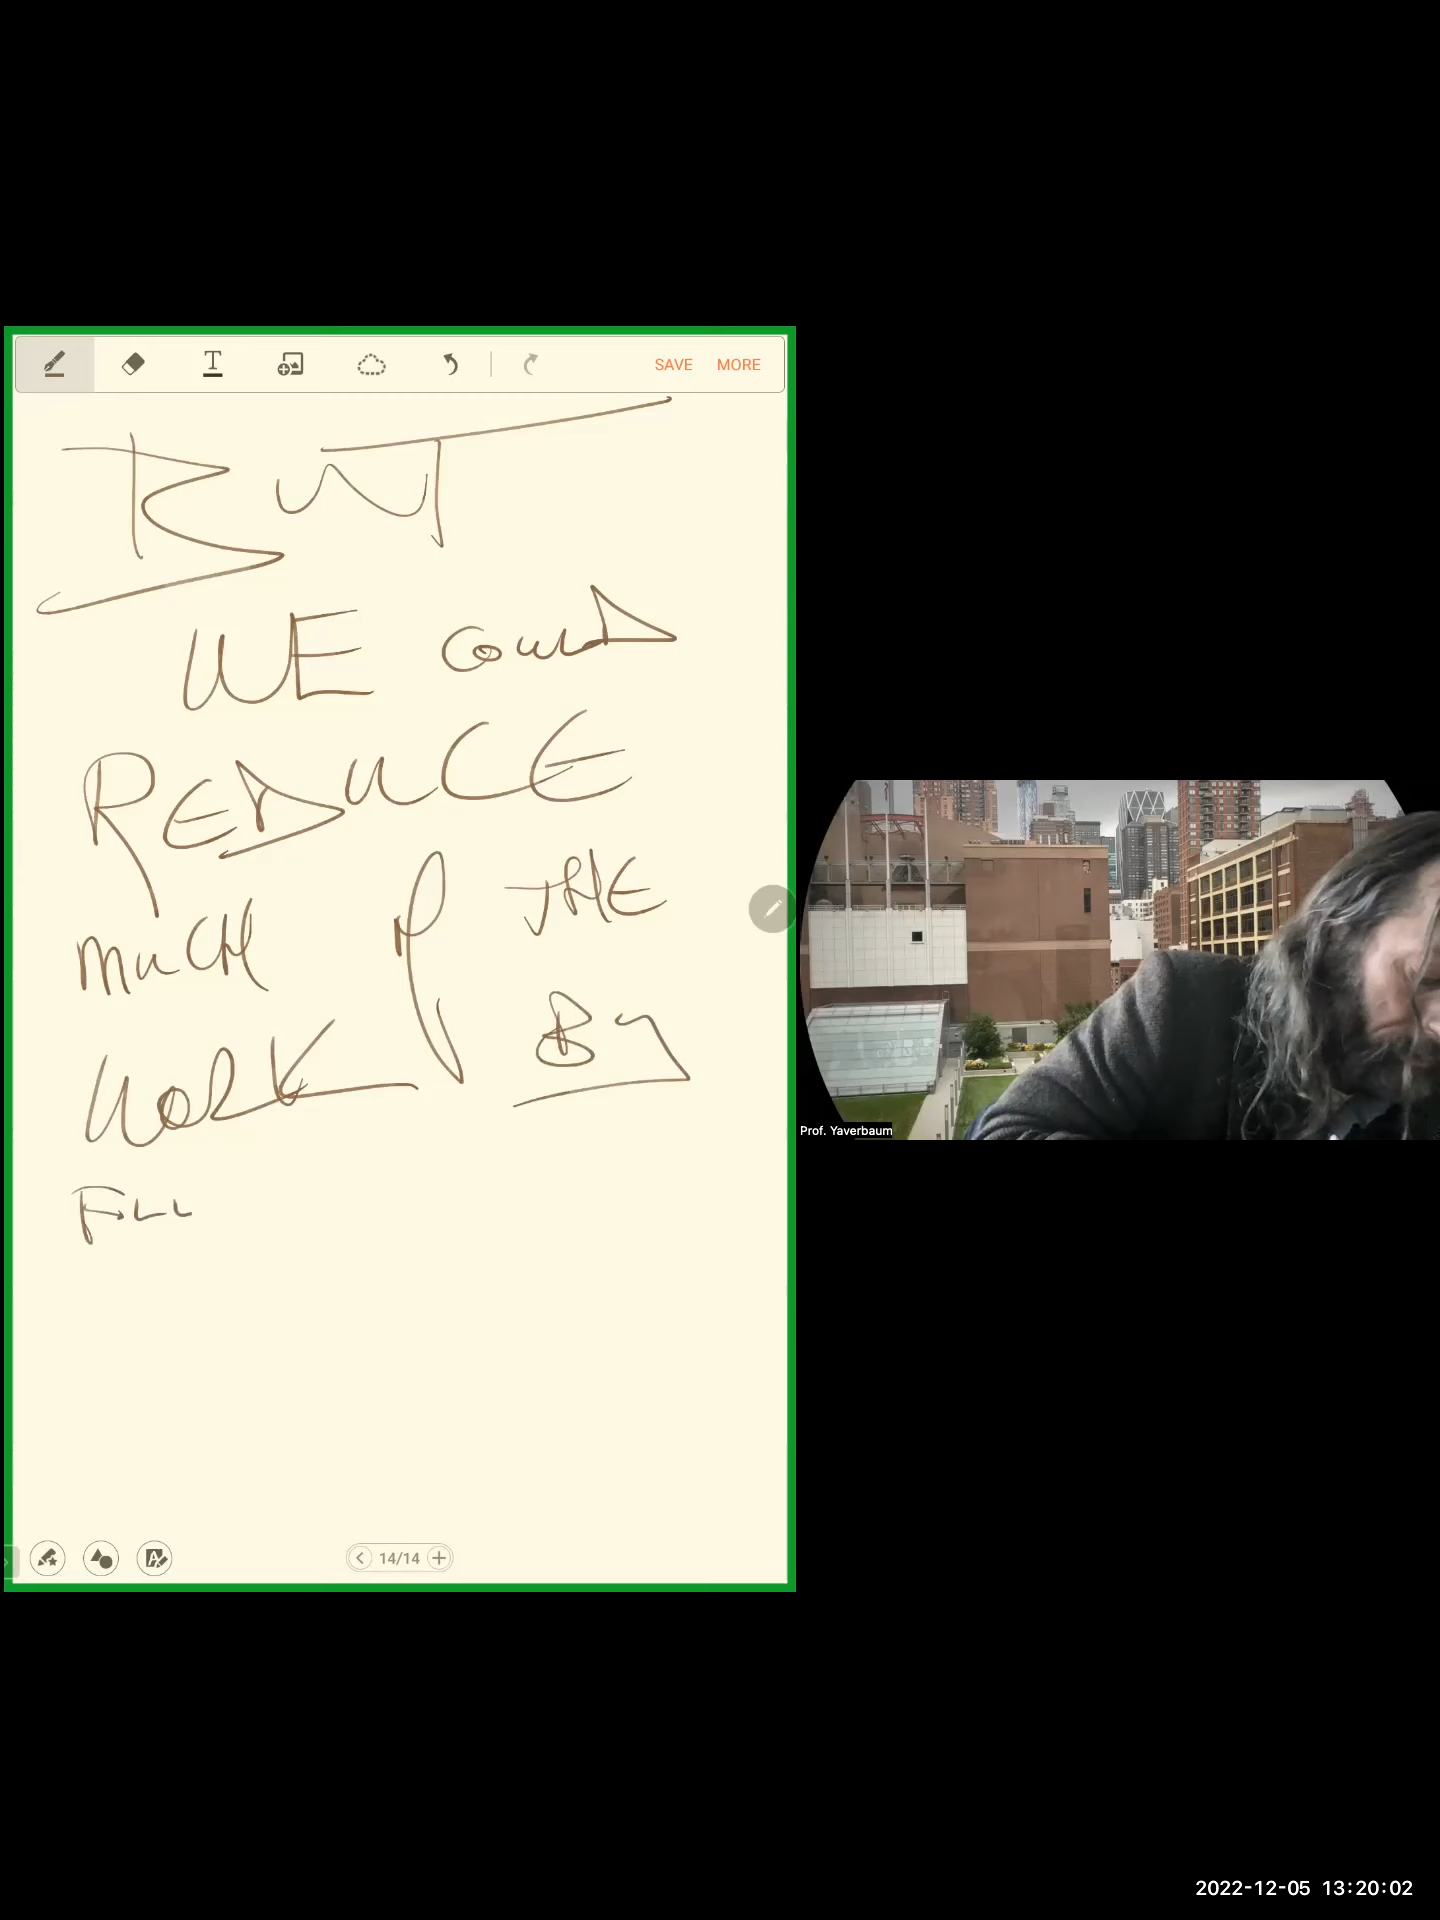 SAVE MORE
BUT
WE COULD
REDUCE
MUCH OF THE
WORK BY
14/14
Prof. Yaverbaum
2022-12-05 13:20:02